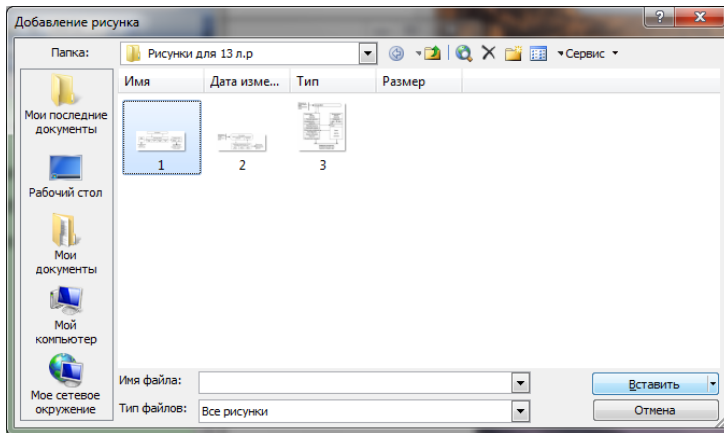 Добавление рисунка
?
X
Папка:
Рисунки для 13 л.р
Сервис
Имя
Дата изме...
Тип
Размер
Мои последние
документы
Рабочий стол
Мои
документы
Мой
компьютер
Мое сетевое
окружение
1
2
3
Имя файла:
Тип файлов:
Все рисунки
Вставить
Отмена